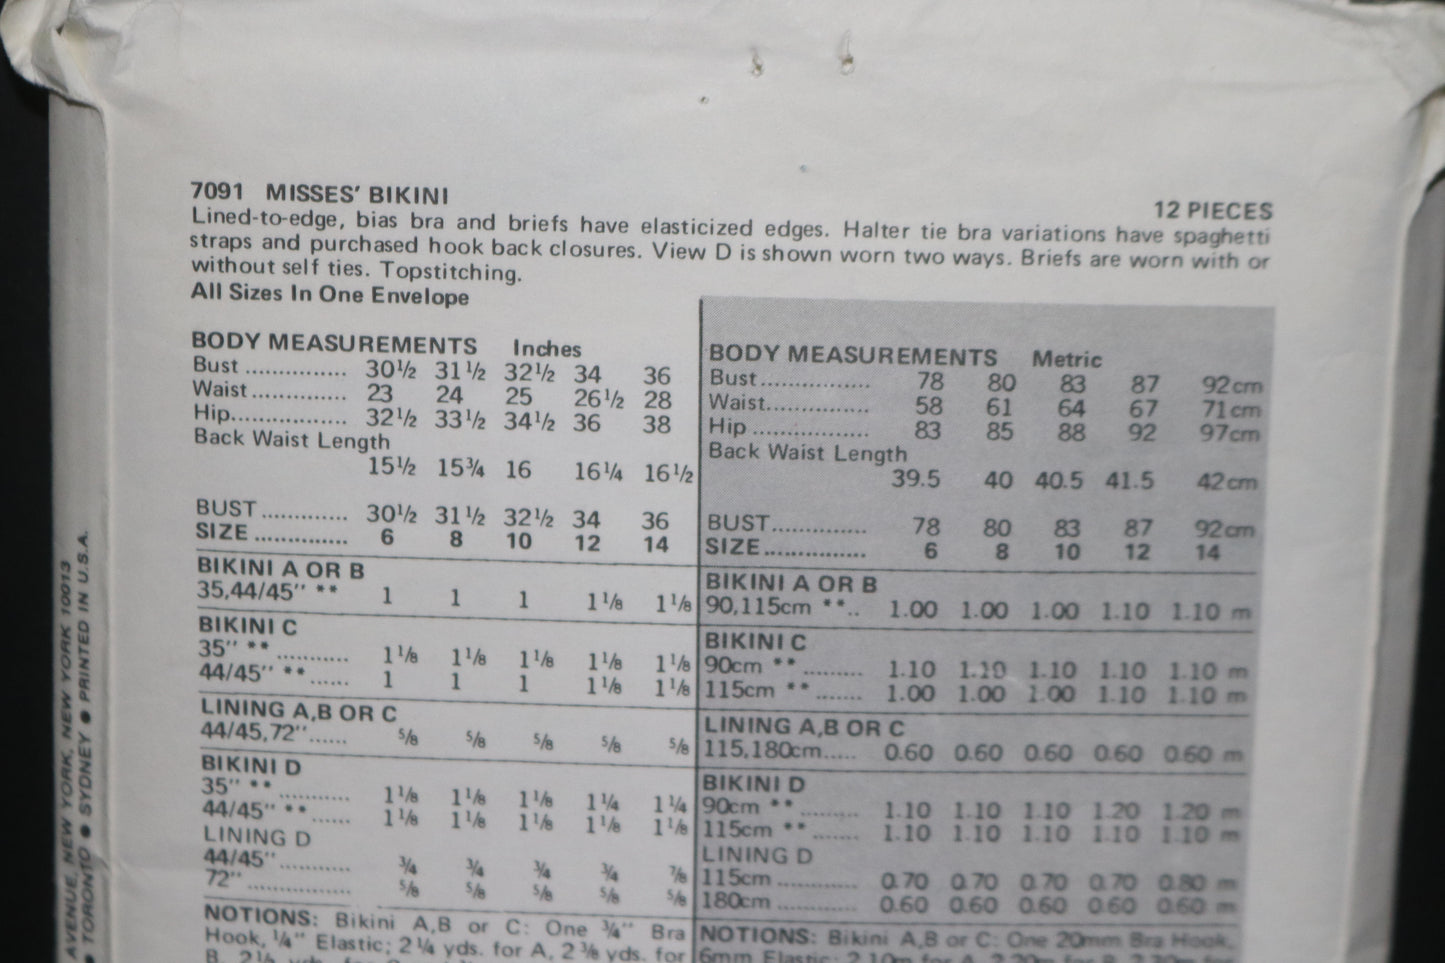 7091 MISSES' BIKINI
12 PIECES
Lined-to-edge, bias bra and briefs have elasticized edges. Halter tie bra variations have spaghetti
straps and purchased hook back closures. View D is shown worn two ways. Briefs are worn with or
without self ties. Topstitching.
All Sizes In One Envelope
BODY MEASUREMENTS Inches
Bust ............... 30½ 31½ 32½ 34 36
Waist .............. 23 24 25 26½ 28
Hip................. 32½ 33½ 34½ 36 38
Back Waist Length
15½ 15¾ 16 16¼ 16½
BUST ............. 30½ 31½ 32½ 34 36
SIZE .............. 6 8 10 12 14
BIKINI A OR B
35,44/45" ** 1 1 1 1⅛ 1⅛
BIKINI C
35" ** ........... 1⅛ 1⅛ 1⅛ 1⅛ 1⅛
44/45" ** ...... 1 1 1 1⅛ 1⅛
LINING A,B OR C
44/45,72"...... ⅝ ⅝ ⅝ ⅝ ⅝
BIKINI D
35" ** ........... 1⅛ 1⅛ 1⅛ 1¼ 1¼
44/45" ** ...... 1⅛ 1⅛ 1⅛ 1⅛ 1⅛
LINING D
44/45" ............ ¾ ¾ ¾ ¾ ⅞
72" ................ ⅝ ⅝ ⅝ ⅝ ⅝
NOTIONS: Bikini A,B or C: One ¾" Bra
Hook, ¼" Elastic; 2¼ yds. for A, 2⅜ yds. for
BODY MEASUREMENTS Metric
Bust................ 78 80 83 87 92cm
Waist............... 58 61 64 67 71cm
Hip ................. 83 85 88 92 97cm
Back Waist Length
39.5 40 40.5 41.5 42cm
BUST.............. 78 80 83 87 92cm
SIZE............... 6 8 10 12 14
BIKINI A OR B
90,115cm **.. 1.00 1.00 1.00 1.10 1.10 m
BIKINI C
90cm ** ......... 1.10 1.10 1.10 1.10 1.10 m
115cm ** ....... 1.00 1.00 1.00 1.10 1.10 m
LINING A,B OR C
115,180cm..... 0.60 0.60 0.60 0.60 0.60 m
BIKINI D
90cm ** ......... 1.10 1.10 1.10 1.20 1.20 m
115cm ** ....... 1.10 1.10 1.10 1.10 1.10 m
LINING D
115cm ............ 0.70 0.70 0.70 0.70 0.80 m
180cm ............ 0.60 0.60 0.60 0.60 0.60 m
NOTIONS: Bikini A,B or C: One 20mm Bra Hook,
6mm Elastic; 2.10m for A, 2.20m for B, 2.30m for
AVENUE, NEW YORK, NEW YORK 10013
● TORONTO ● SYDNEY ● PRINTED IN U.S.A.